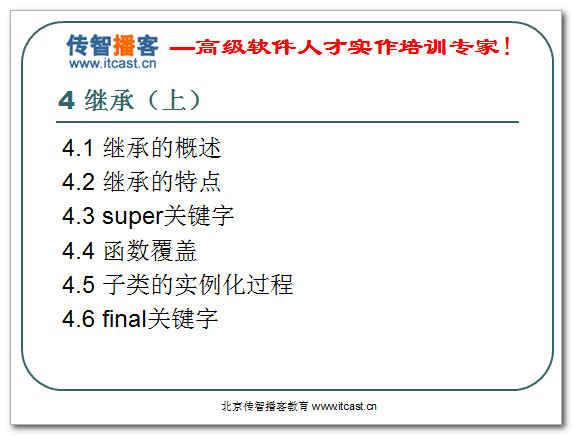 传智播客 —高级软件人才实作培训专家!
www.itcast.cn
4 继承（上）
4.1 继承的概述
4.2 继承的特点
4.3 super关键字
4.4 函数覆盖
4.5 子类的实例化过程
4.6 final关键字
北京传智播客教育 www.itcast.cn